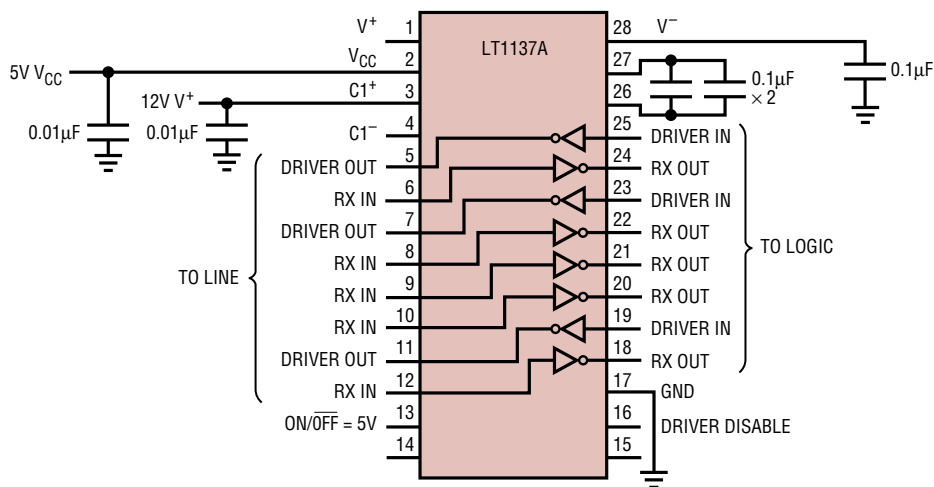 LT1137A
V+ 1
VCC 2
5V VCC
C1+ 3
12V V+
0.01µF
0.01µF
C1– 4
DRIVER OUT 5
RX IN 6
DRIVER OUT 7
RX IN 8
RX IN 9
RX IN 10
DRIVER OUT 11
RX IN 12
ON/OFF = 5V 13
14
TO LINE
28 V–
0.1µF
27
0.1µF
× 2
26
25 DRIVER IN
24 RX OUT
23 DRIVER IN
22 RX OUT
21 RX OUT
20 RX OUT
19 DRIVER IN
18 RX OUT
17 GND
16 DRIVER DISABLE
15
TO LOGIC